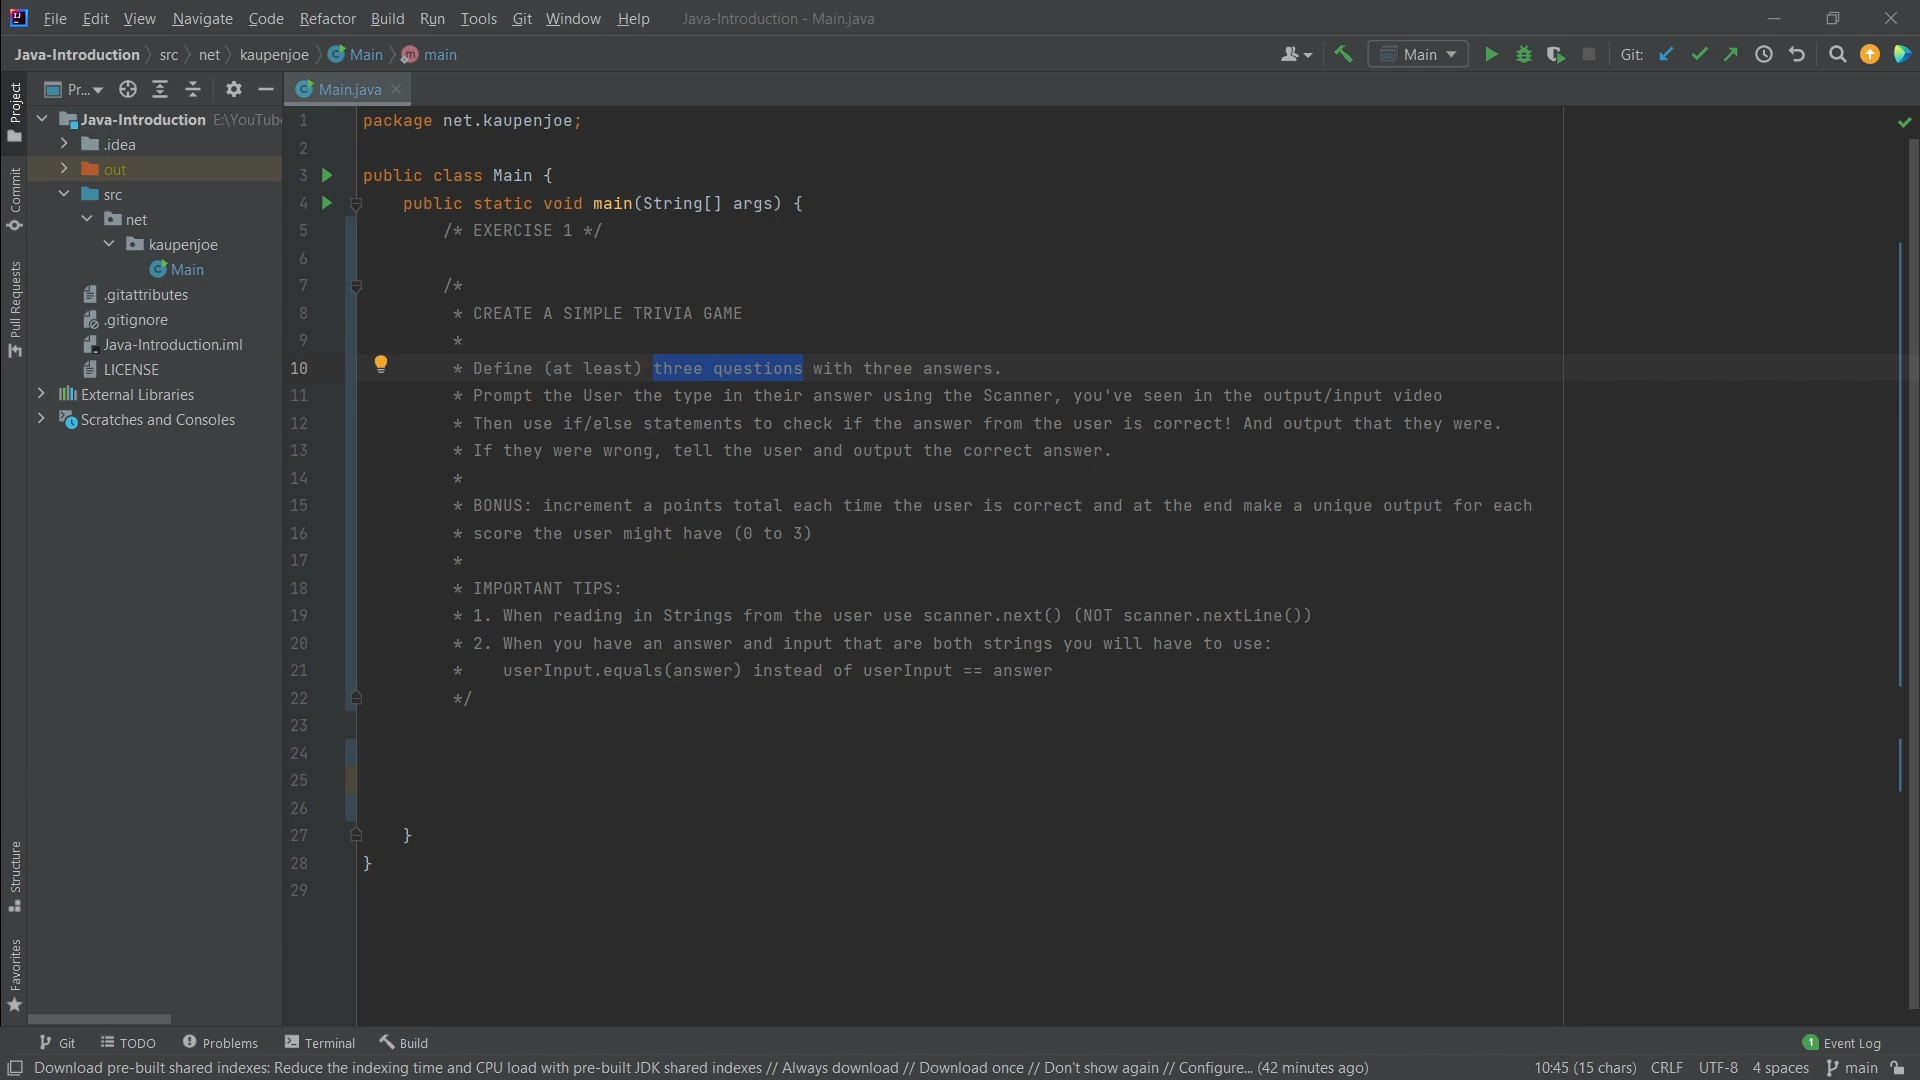 File Edit View Navigate Code Refactor Build Run Tools Git Window Help Java-Introduction - Main.java
Java-Introduction src net kaupenjoe Main main Main Git:
Pr... Main.java
Project
Commit
Pull Requests
Structure
Favorites
Java-Introduction E:\YouTub
.idea
out
src
net
kaupenjoe
Main
.gitattributes
.gitignore
Java-Introduction.iml
LICENSE
External Libraries
Scratches and Consoles
1 package net.kaupenjoe;
2
3 public class Main {
4 public static void main(String[] args) {
5 /* EXERCISE 1 */
6
7 /*
8 * CREATE A SIMPLE TRIVIA GAME
9 *
10 * Define (at least) three questions with three answers.
11 * Prompt the User the type in their answer using the Scanner, you've seen in the output/input video
12 * Then use if/else statements to check if the answer from the user is correct! And output that they were.
13 * If they were wrong, tell the user and output the correct answer.
14 *
15 * BONUS: increment a points total each time the user is correct and at the end make a unique output for each
16 * score the user might have (0 to 3)
17 *
18 * IMPORTANT TIPS:
19 * 1. When reading in Strings from the user use scanner.next() (NOT scanner.nextLine())
20 * 2. When you have an answer and input that are both strings you will have to use:
21 * userInput.equals(answer) instead of userInput == answer
22 */
23
24
25
26
27 }
28 }
29
Git TODO Problems Terminal Build 1 Event Log
Download pre-built shared indexes: Reduce the indexing time and CPU load with pre-built JDK shared indexes // Always download // Download once // Don't show again // Configure... (42 minutes ago) 10:45 (15 chars) CRLF UTF-8 4 spaces main